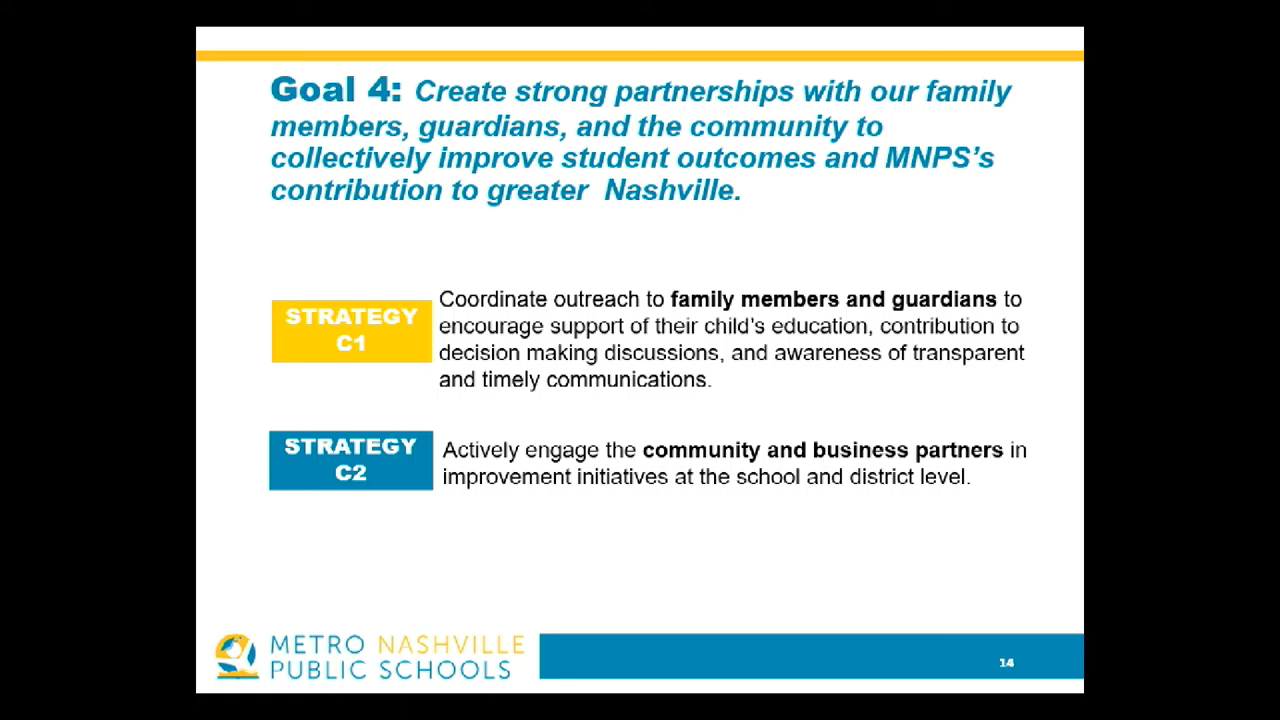 Goal 4: Create strong partnerships with our family
members, guardians, and the community to
collectively improve student outcomes and MNPS’s
contribution to greater Nashville.
STRATEGY
C1
Coordinate outreach to family members and guardians to
encourage support of their child’s education, contribution to
decision making discussions, and awareness of transparent
and timely communications.
STRATEGY
C2
Actively engage the community and business partners in
improvement initiatives at the school and district level.
METRO NASHVILLE
PUBLIC SCHOOLS
14